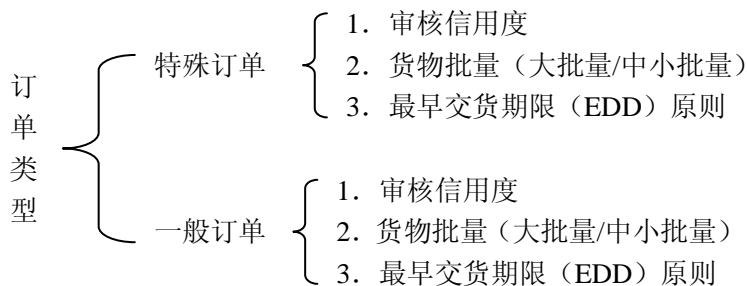 订单类型
特殊订单
1．审核信用度
2．货物批量（大批量/中小批量）
3．最早交货期限（EDD）原则
一般订单
1．审核信用度
2．货物批量（大批量/中小批量）
3．最早交货期限（EDD）原则